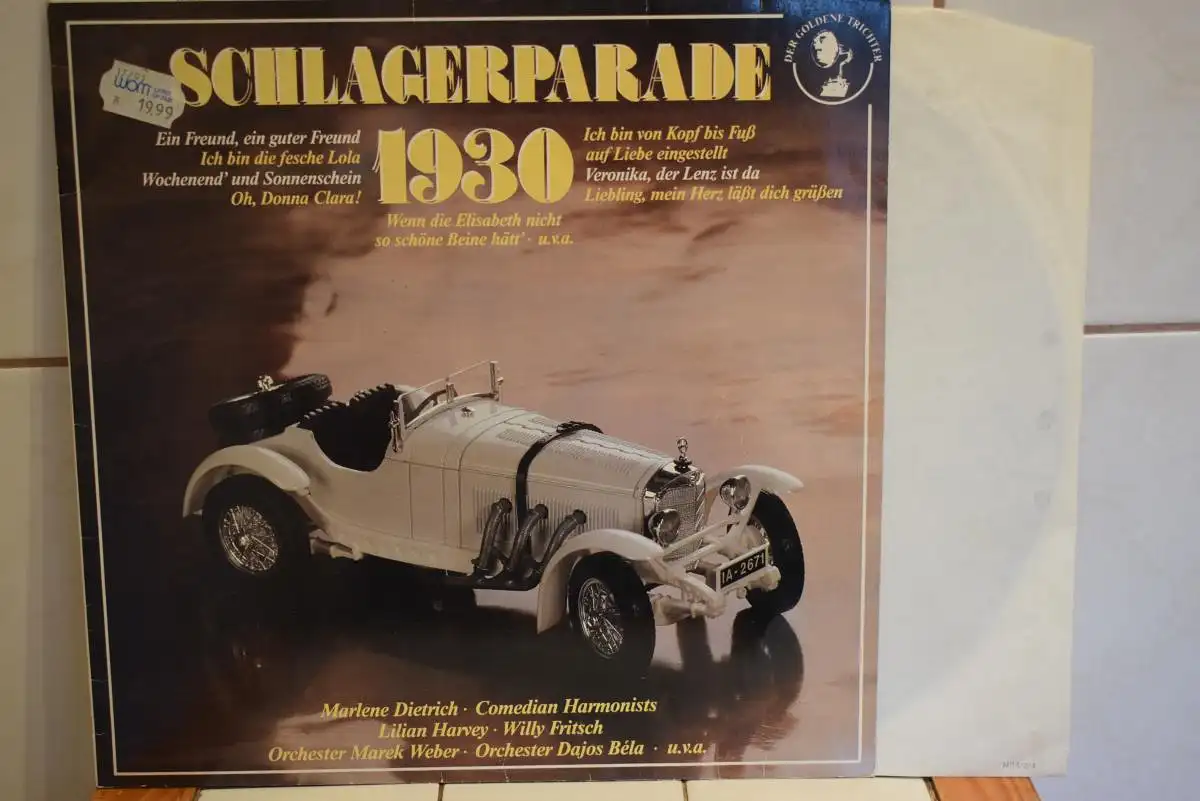 SCHLAGERPARADE
1930
DER GOLDENE TRICHTER
WOM
19,99
Ein Freund, ein guter Freund
Ich bin die fesche Lola
Wochenend' und Sonnenschein
Oh, Donna Clara!
Ich bin von Kopf bis Fuß
auf Liebe eingestellt
Veronika, der Lenz ist da
Liebling, mein Herz läßt dich grüßen
Wenn die Elisabeth nicht
so schöne Beine hätt' · u.v.a.
IA-2671
Marlene Dietrich · Comedian Harmonists
Lilian Harvey · Willy Fritsch
Orchester Marek Weber · Orchester Dajos Béla · u.v.a.